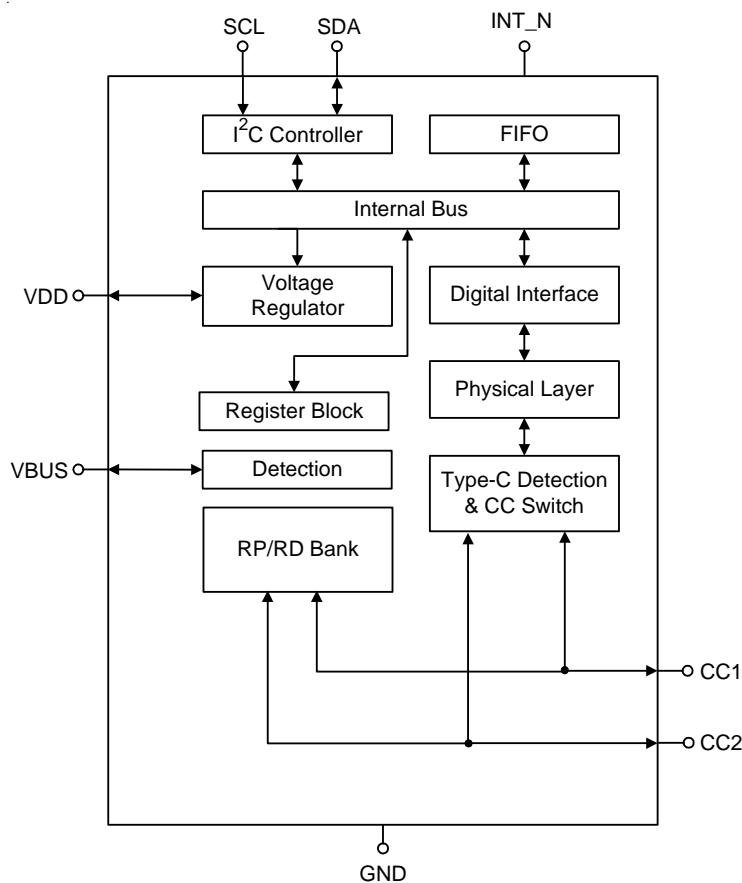 SCL
SDA
INT_N
I2C Controller
FIFO
Internal Bus
VDD
Voltage
Regulator
Digital Interface
Physical Layer
Register Block
VBUS
Detection
Type-C Detection
& CC Switch
RP/RD Bank
CC1
CC2
GND